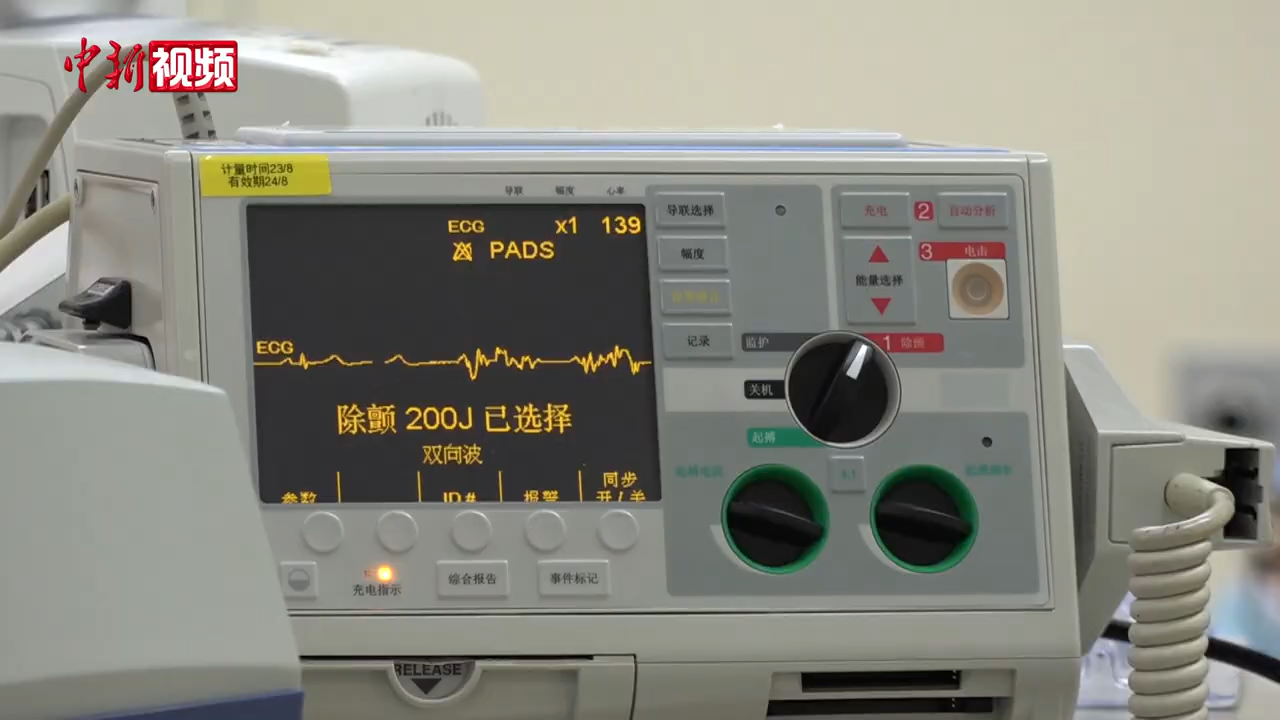 中新视频
计量时间23/8
有效期24/8
导联 幅度 心率
ECG x1 139
PADS
ECG
除颤 200J 已选择
双向波
参数 ID# 报警 同步 开/关
充电指示
综合报告
事件标记
RELEASE
导联选择
幅度
记录
充电 2 自动分析
能量选择
3 电击
监护
1 除颤
关机
起搏